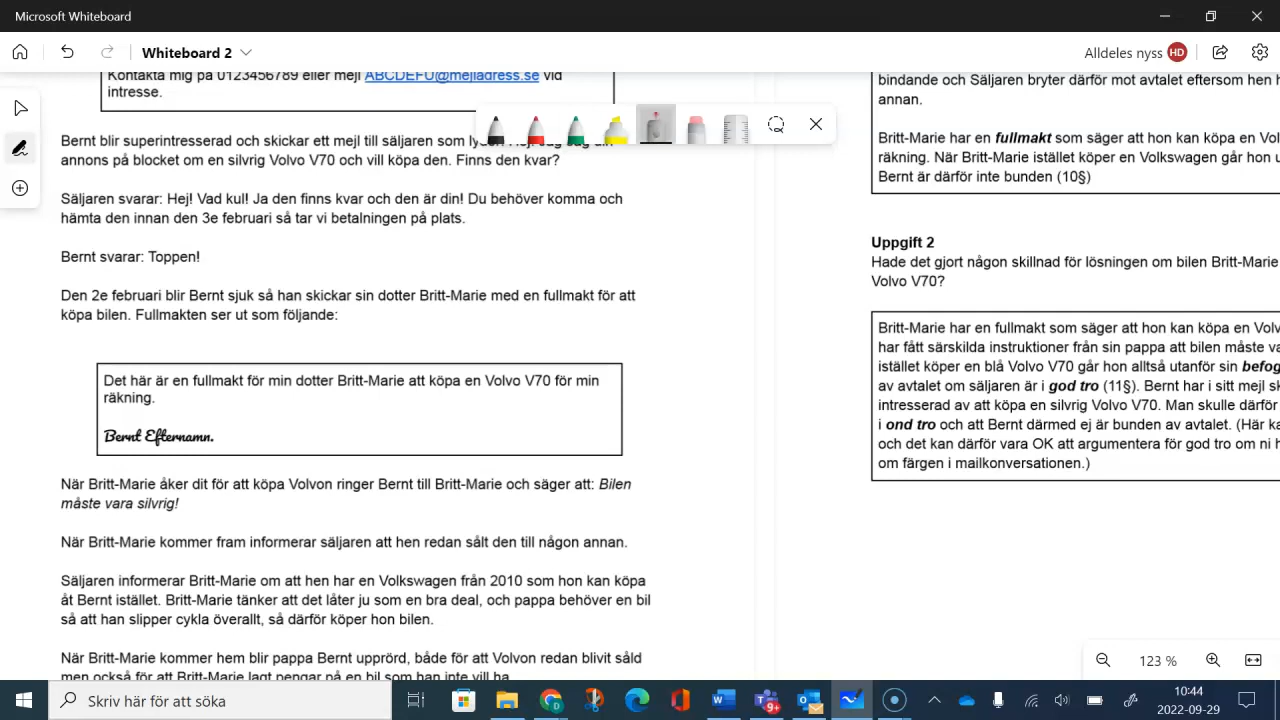 Microsoft Whiteboard
Whiteboard 2
Alldeles nyss HD
Kontakta mig på 0123456789 eller mejl ABCDEFU@mejladress.se vid
intresse.
Bernt blir superintresserad och skickar ett mejl till säljaren som
annons på blocket om en silvrig Volvo V70 och vill köpa den. Finns den kvar?
Säljaren svarar: Hej! Vad kul! Ja den finns kvar och den är din! Du behöver komma och
hämta den innan den 3e februari så tar vi betalningen på plats.
Bernt svarar: Toppen!
Den 2e februari blir Bernt sjuk så han skickar sin dotter Britt-Marie med en fullmakt för att
köpa bilen. Fullmakten ser ut som följande:
Det här är en fullmakt för min dotter Britt-Marie att köpa en Volvo V70 för min
räkning.
Bernt Efternamn.
När Britt-Marie åker dit för att köpa Volvon ringer Bernt till Britt-Marie och säger att: Bilen
måste vara silvrig!
När Britt-Marie kommer fram informerar säljaren att hen redan sålt den till någon annan.
Säljaren informerar Britt-Marie om att hen har en Volkswagen från 2010 som hon kan köpa
åt Bernt istället. Britt-Marie tänker att det låter ju som en bra deal, och pappa behöver en bil
så att han slipper cykla överallt, så därför köper hon bilen.
När Britt-Marie kommer hem blir pappa Bernt upprörd, både för att Volvon redan blivit såld
men också för att Britt-Marie lagt pengar på en bil som han inte vill ha.
bindande och Säljaren bryter därför mot avtalet eftersom hen
annan.
Britt-Marie har en fullmakt som säger att hon kan köpa en
räkning. När Britt-Marie istället köper en Volkswagen går hon
Bernt är därför inte bunden (10§)
Uppgift 2
Hade det gjort någon skillnad för lösningen om bilen Britt-Marie
Volvo V70?
Britt-Marie har en fullmakt som säger att hon kan köpa en
har fått särskilda instruktioner från sin pappa att bilen måste
istället köper en blå Volvo V70 går hon alltså utanför sin
av avtalet om säljaren är i god tro (11§). Bernt har i sitt mejl
intresserad av att köpa en silvrig Volvo V70. Man skulle därför
i ond tro och att Bernt därmed ej är bunden av avtalet. (Här
och det kan därför vara OK att argumentera för god tro om ni
om färgen i mailkonversationen.)
123 %
Skriv här för att söka
9+
10:44
2022-09-29